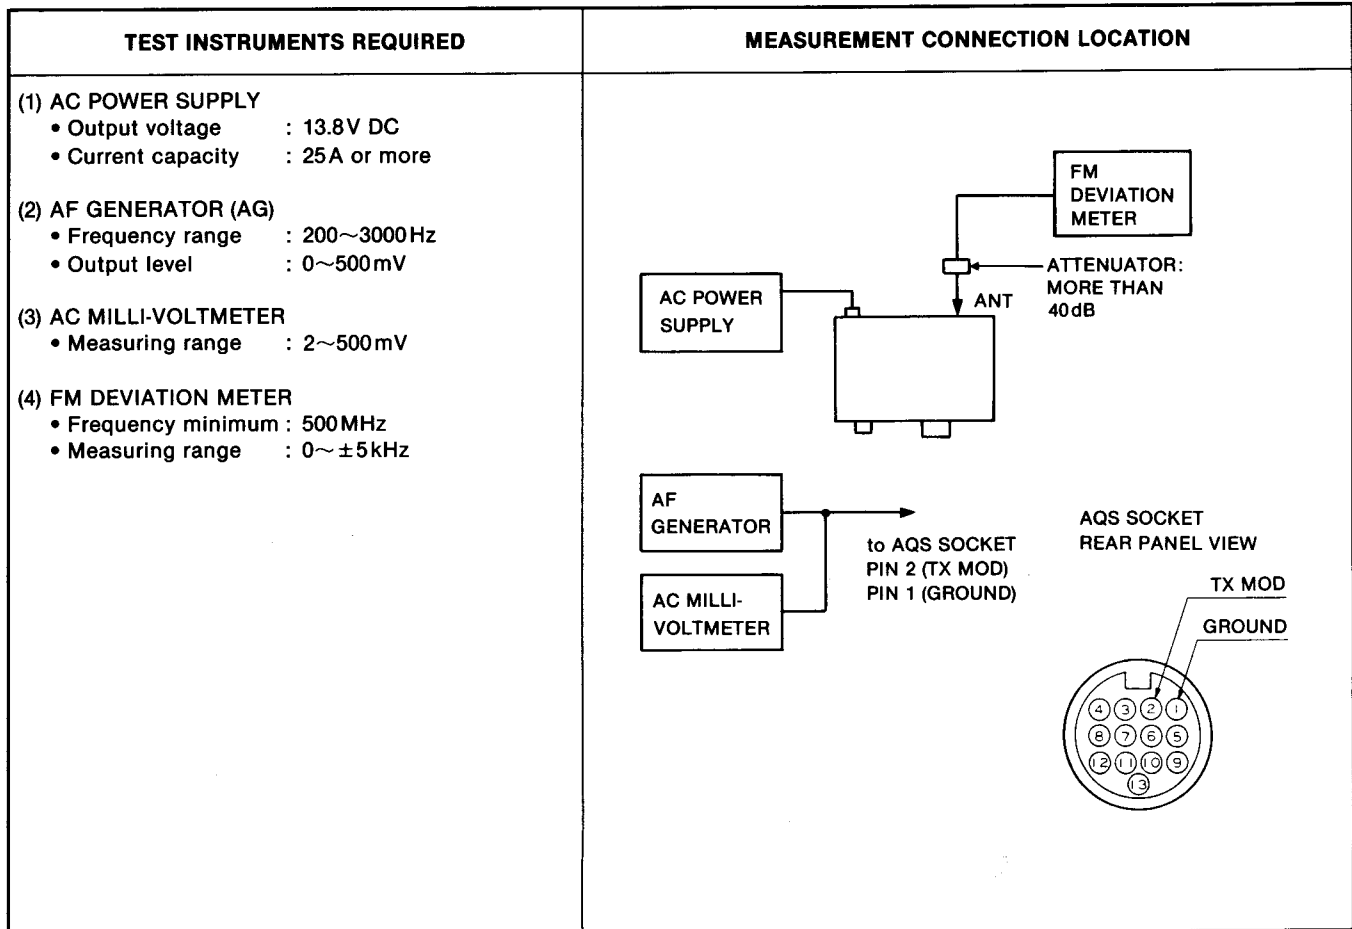 TEST INSTRUMENTS REQUIRED
(1) AC POWER SUPPLY
• Output voltage : 13.8V DC
• Current capacity : 25A or more
(2) AF GENERATOR (AG)
• Frequency range : 200～3000Hz
• Output level : 0～500mV
(3) AC MILLI-VOLTMETER
• Measuring range : 2～500mV
(4) FM DEVIATION METER
• Frequency minimum : 500MHz
• Measuring range : 0～±5kHz
MEASUREMENT CONNECTION LOCATION
FM
DEVIATION
METER
ATTENUATOR:
MORE THAN
40dB
AC POWER
SUPPLY
ANT
AF
GENERATOR
AC MILLI-
VOLTMETER
to AQS SOCKET
PIN 2 (TX MOD)
PIN 1 (GROUND)
AQS SOCKET
REAR PANEL VIEW
TX MOD
GROUND
4 3 2 1
8 7 6 5
12 11 10 9
13